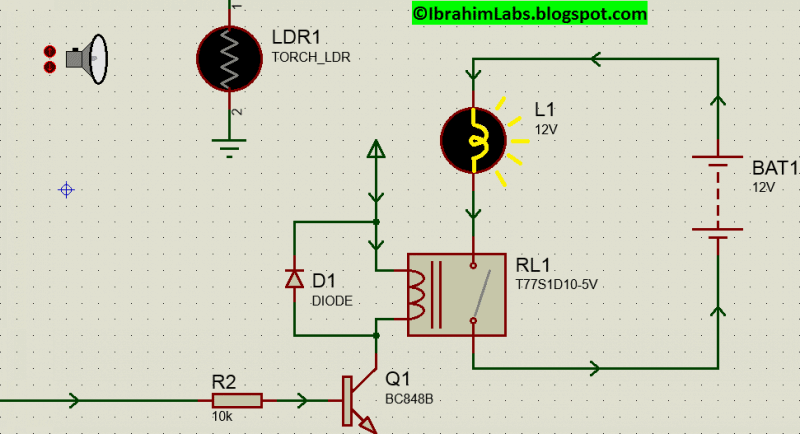 ©IbrahimLabs.blogspot.com
1
LDR1
TORCH_LDR
2
L1
12V
BAT1
12V
RL1
T77S1D10-5V
D1
DIODE
Q1
BC848B
R2
10k